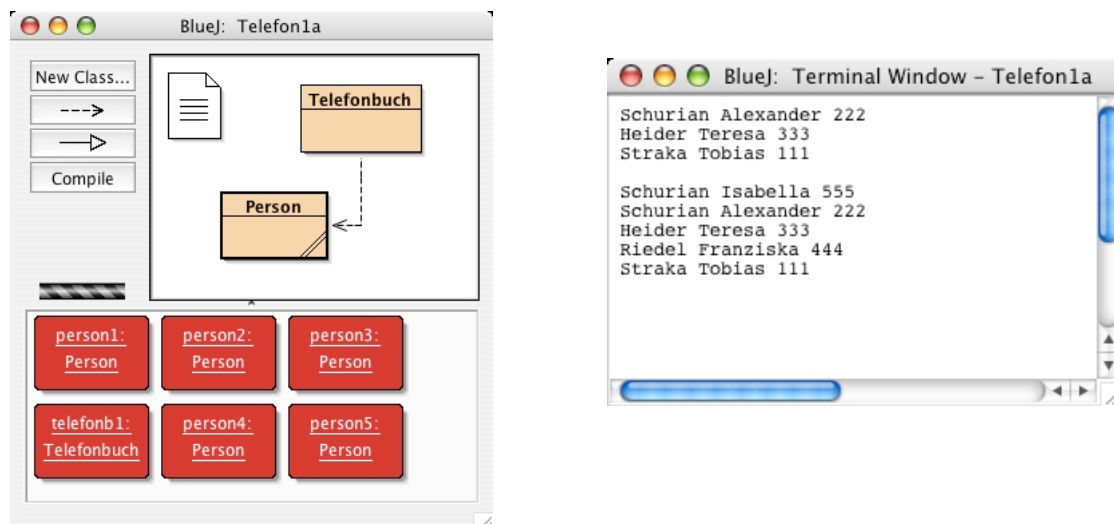 BlueJ: Telefon1a
New Class...
Compile
Telefonbuch
Person
person1:
Person
person2:
Person
person3:
Person
telefonb1:
Telefonbuch
person4:
Person
person5:
Person
BlueJ: Terminal Window – Telefon1a
Schurian Alexander 222
Heider Teresa 333
Straka Tobias 111
Schurian Isabella 555
Schurian Alexander 222
Heider Teresa 333
Riedel Franziska 444
Straka Tobias 111